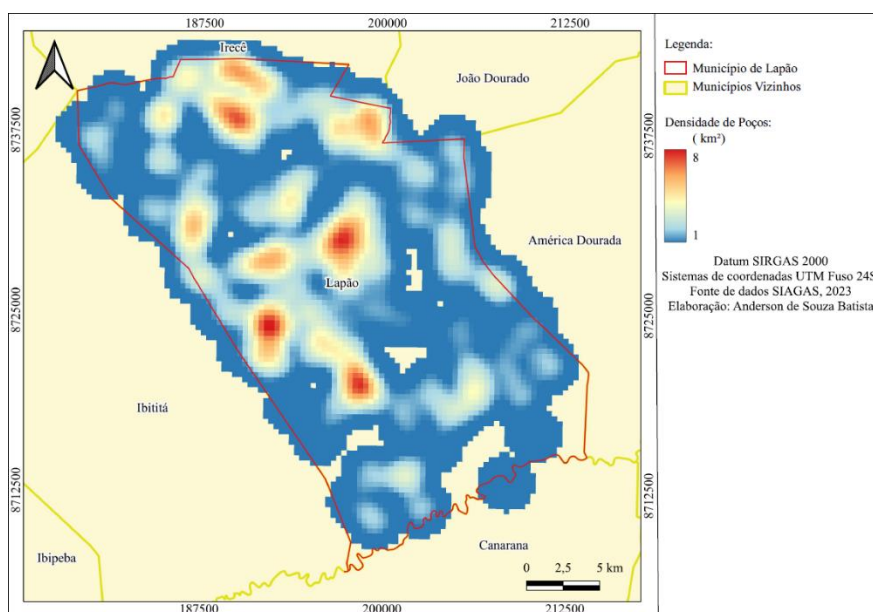 187500
200000
212500
Irecê
João Dourado
8737500
8737500
América Dourada
Lapão
8725000
8725000
Ibititá
8712500
8712500
Ibipeba
Canarana
0 2,5 5 km
187500
200000
212500
Legenda:
Município de Lapão
Municípios Vizinhos
Densidade de Poços:
( km²)
8
1
Datum SIRGAS 2000
Sistemas de coordenadas UTM Fuso 24S
Fonte de dados SIAGAS, 2023
Elaboração: Anderson de Souza Batista